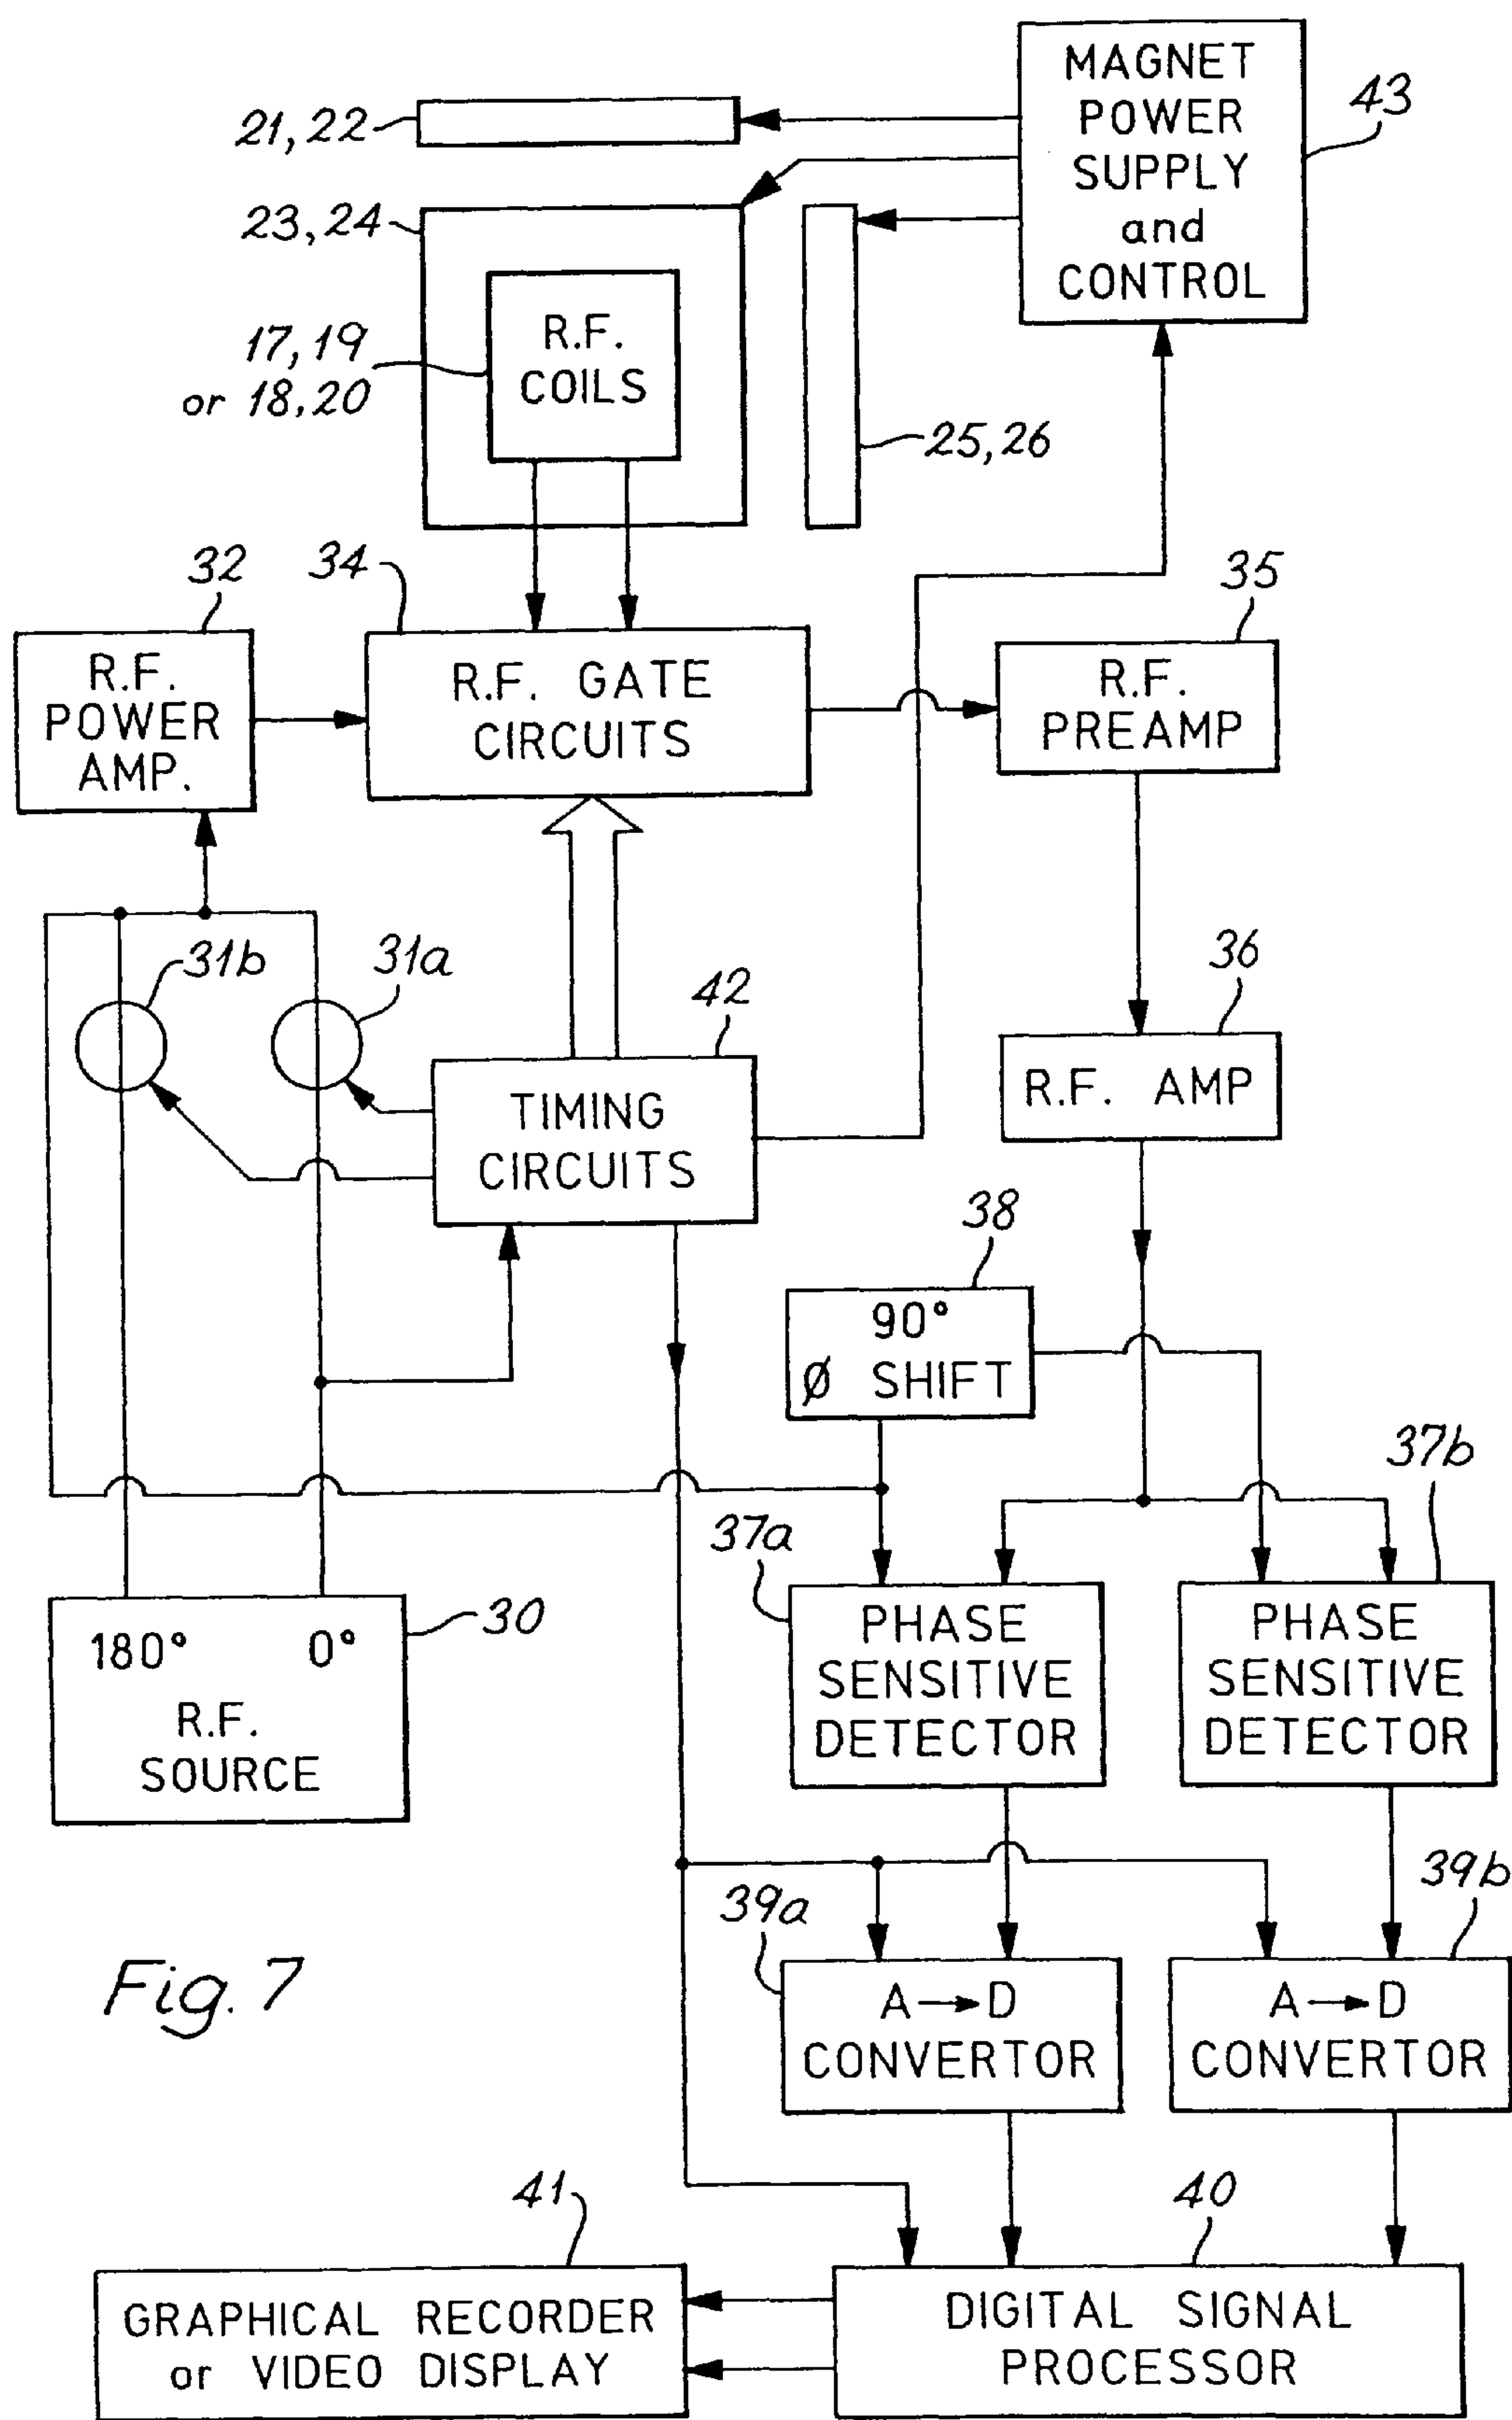 MAGNET
POWER
SUPPLY
and
CONTROL
43
21, 22
23, 24
R.F.
COILS
17, 19
or 18, 20
25, 26
32
34
35
R.F.
POWER
AMP.
R.F. GATE
CIRCUITS
R.F.
PREAMP
31b
31a
42
36
TIMING
CIRCUITS
R.F. AMP
38
90°
Ø SHIFT
37a
37b
180° 0°
R.F.
SOURCE
30
PHASE
SENSITIVE
DETECTOR
PHASE
SENSITIVE
DETECTOR
39a
39b
A→D
CONVERTOR
A→D
CONVERTOR
Fig. 7
41
40
GRAPHICAL RECORDER
or VIDEO DISPLAY
DIGITAL SIGNAL
PROCESSOR